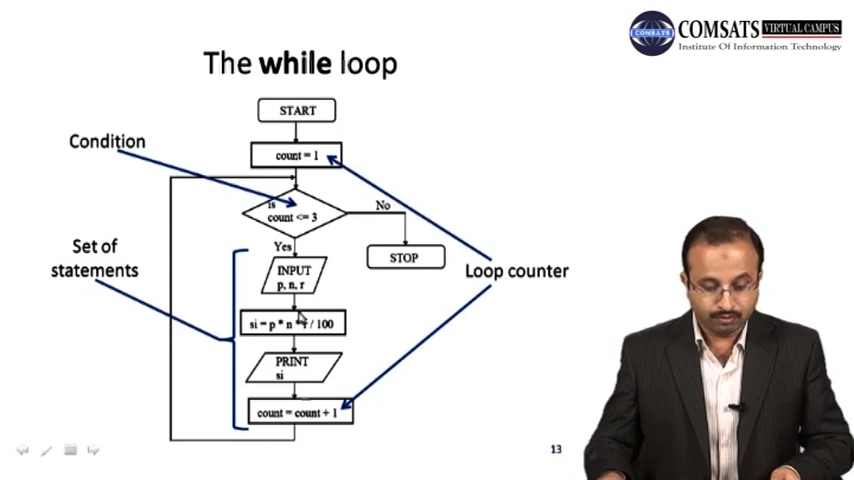 COMSATS
COMSATS VIRTUAL CAMPUS
Institute Of Information Technology
The while loop
START
Condition
count = 1
is
count <= 3
No
Yes
STOP
Set of
statements
INPUT
p, n, r
Loop counter
si = p * n * r / 100
PRINT
si
count = count + 1
13